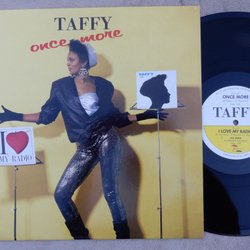 TAFFY
once more
TAFFY
I
MY RADIO
ONCE MORE
TAFFY
I LOVE MY RADIO